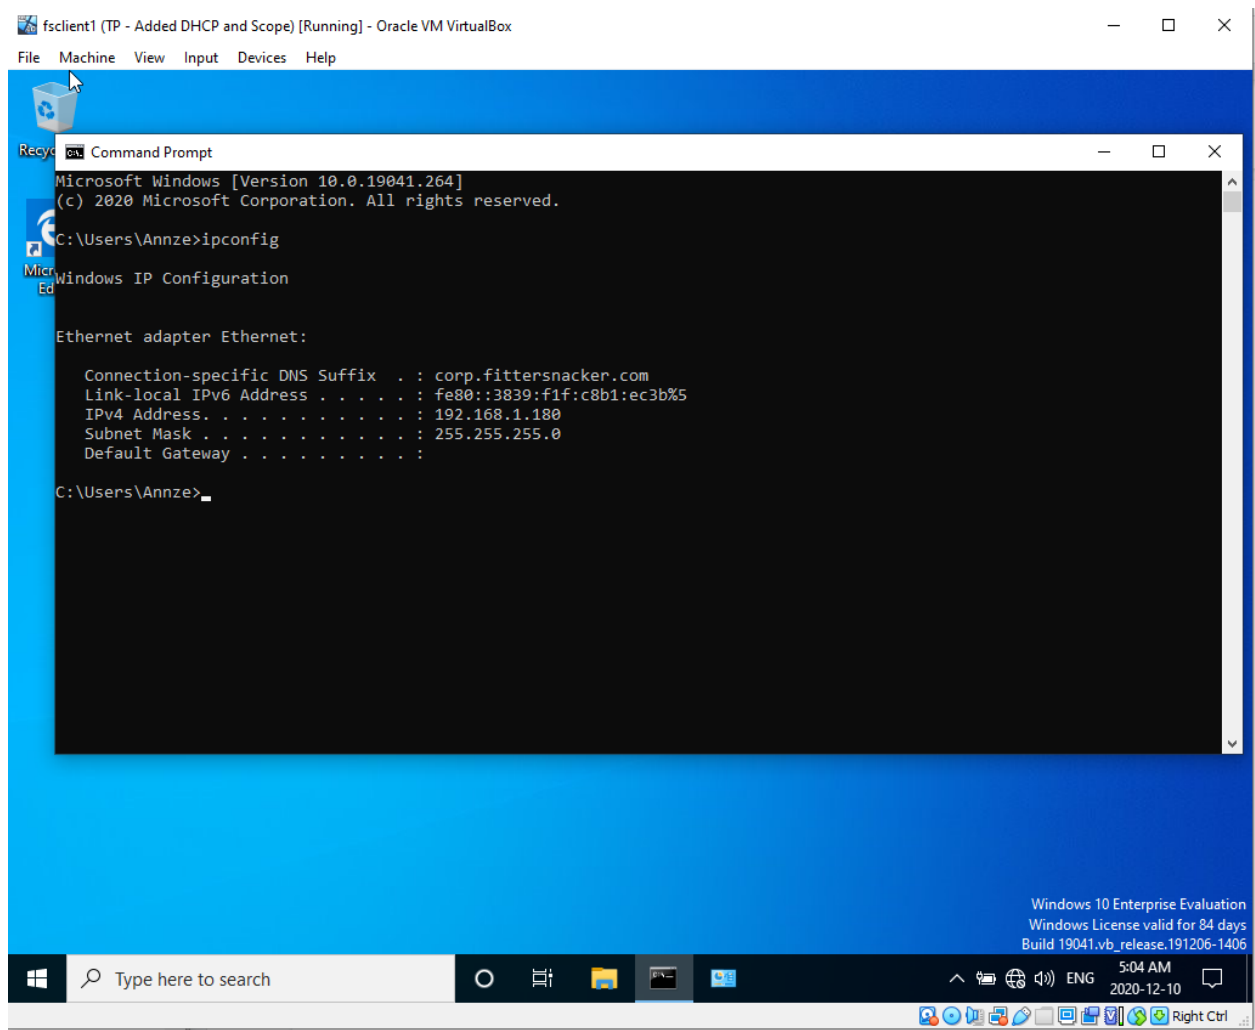 fsclient1 (TP - Added DHCP and Scope) [Running] - Oracle VM VirtualBox
File Machine View Input Devices Help
Recyc
Command Prompt
Microsoft Windows [Version 10.0.19041.264]
(c) 2020 Microsoft Corporation. All rights reserved.
C:\Users\Annze>ipconfig
Micr
Ed
Windows IP Configuration
Ethernet adapter Ethernet:
Connection-specific DNS Suffix . : corp.fittersnacker.com
Link-local IPv6 Address . . . . . : fe80::3839:f1f:c8b1:ec3b%5
IPv4 Address. . . . . . . . . . . : 192.168.1.180
Subnet Mask . . . . . . . . . . . : 255.255.255.0
Default Gateway . . . . . . . . . :
C:\Users\Annze>
Windows 10 Enterprise Evaluation
Windows License valid for 84 days
Build 19041.vb_release.191206-1406
Type here to search
ENG
5:04 AM
2020-12-10
Right Ctrl